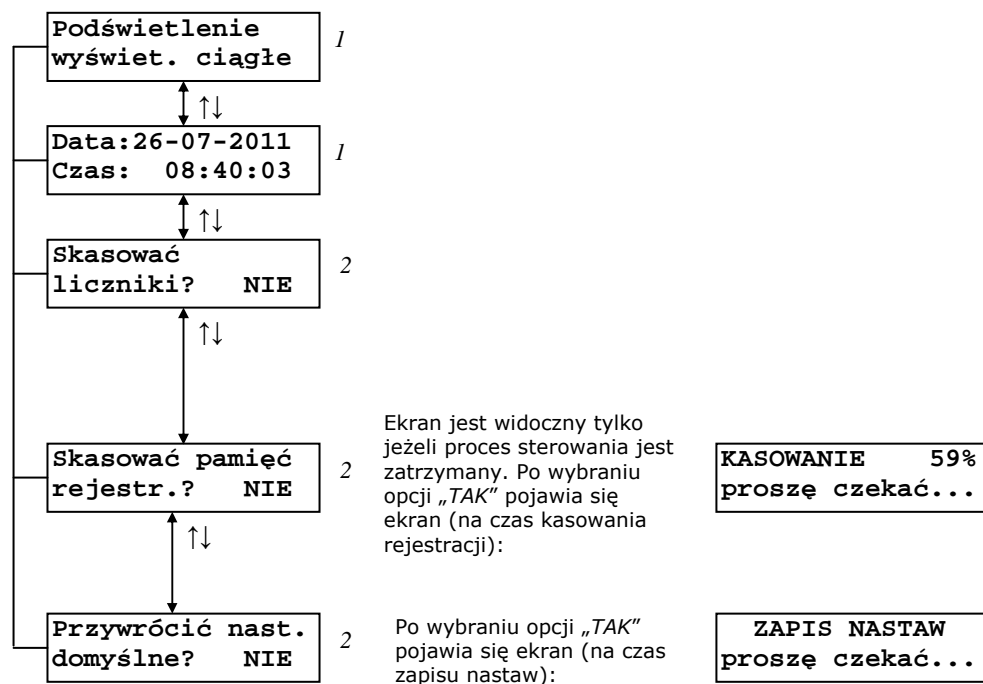 Podświetlenie
wyświet. ciągłe
1
↑↓
Data:26-07-2011
Czas: 08:40:03
1
↑↓
Skasować
liczniki? NIE
2
↑↓
Skasować pamięć
rejestr.? NIE
2
Ekran jest widoczny tylko
jeżeli proces sterowania jest
zatrzymany. Po wybraniu
opcji „TAK” pojawia się
ekran (na czas kasowania
rejestracji):
KASOWANIE 59%
proszę czekać...
↑↓
Przywrócić nast.
domyślne? NIE
2
Po wybraniu opcji „TAK”
pojawia się ekran (na czas
zapisu nastaw):
ZAPIS NASTAW
proszę czekać...